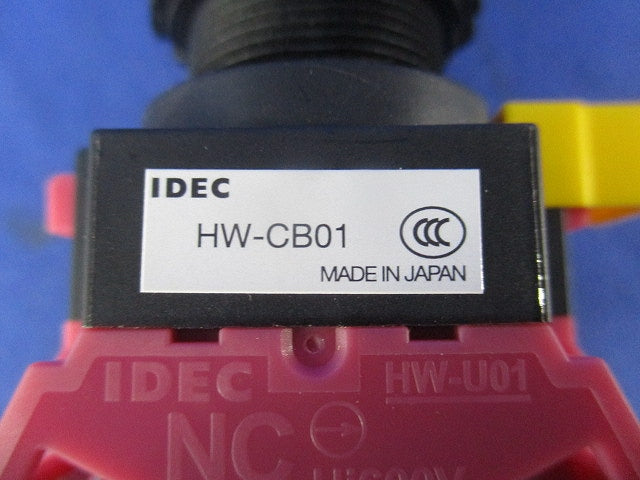 IDEC
HW-CB01
MADE IN JAPAN
IDEC HW-U01
NC